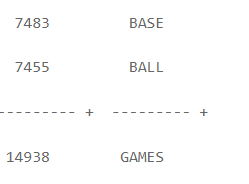 7483 BASE
7455 BALL
--------- + --------- +
14938 GAMES